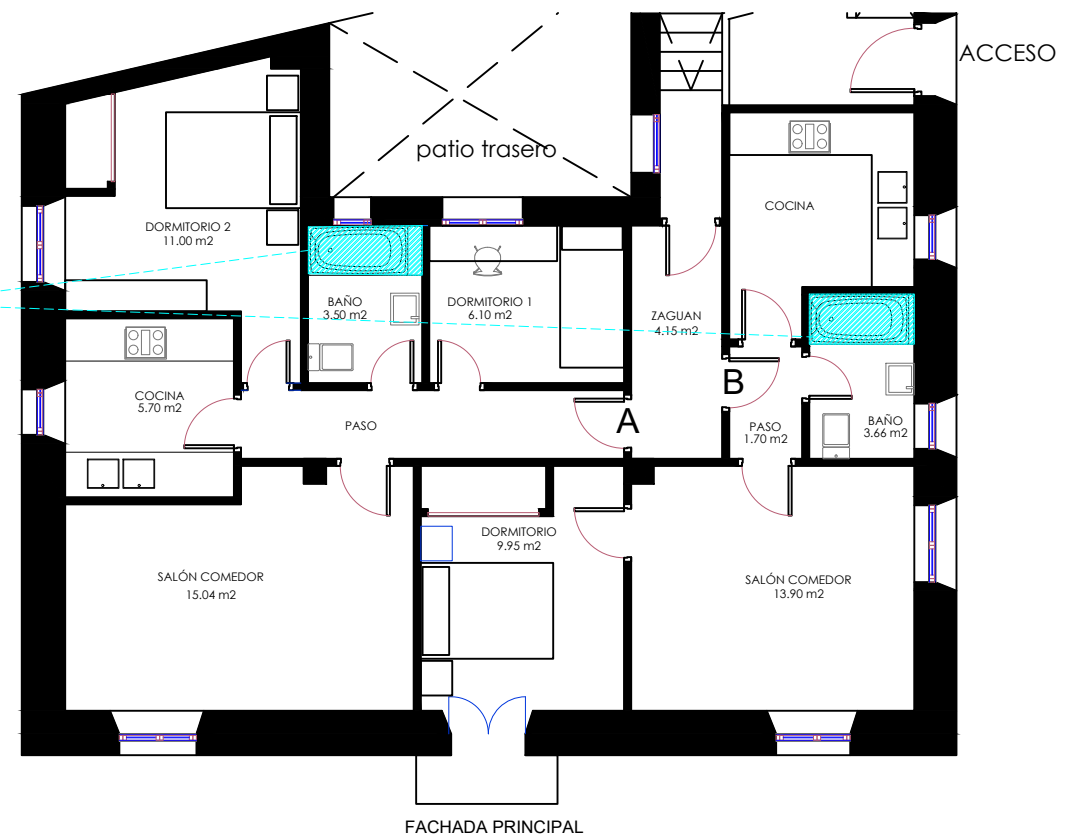 ACCESO
patio trasero
COCINA
DORMITORIO 2
11.00 m2
BAÑO
3.50 m2
DORMITORIO 1
6.10 m2
ZAGUAN
4.15 m2
COCINA
5.70 m2
B
A
PASO
PASO
1.70 m2
BAÑO
3.66 m2
DORMITORIO
9.95 m2
SALÓN COMEDOR
15.04 m2
SALÓN COMEDOR
13.90 m2
FACHADA PRINCIPAL